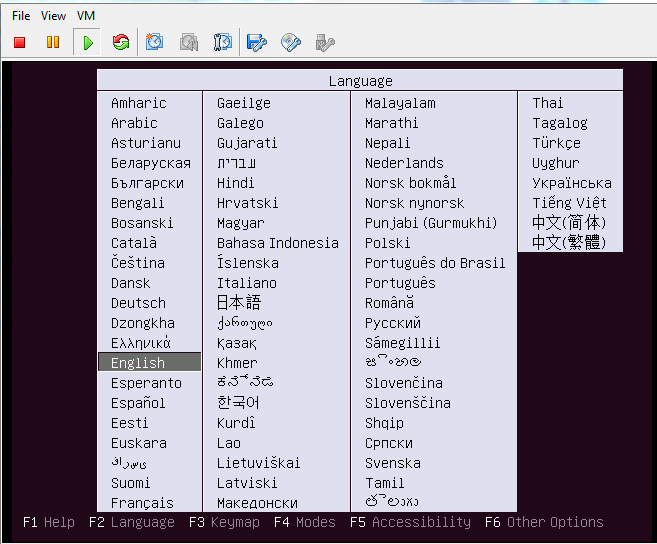 File View VM
Language
Amharic
Arabic
Asturianu
Беларуская
Български
Bengali
Bosanski
Català
Čeština
Dansk
Deutsch
Dzongkha
Ελληνικά
English
Esperanto
Español
Eesti
Euskara
فارسی
Suomi
Français
Gaeilge
Galego
Gujarati
עברית
Hindi
Hrvatski
Magyar
Bahasa Indonesia
Íslenska
Italiano
日本語
ქართული
Қазақ
Khmer
ಕನ್ನಡ
한국어
Kurdî
Lao
Lietuviškai
Latviski
Македонски
Malayalam
Marathi
Nepali
Nederlands
Norsk bokmål
Norsk nynorsk
Punjabi (Gurmukhi)
Polski
Português do Brasil
Português
Română
Русский
Sámegillii
සිංහල
Slovenčina
Slovenščina
Shqip
Српски
Svenska
Tamil
తెలుగు
Thai
Tagalog
Türkçe
Uyghur
Українська
Tiếng Việt
中文(简体)
中文(繁體)
F1 Help F2 Language F3 Keymap F4 Modes F5 Accessibility F6 Other Options